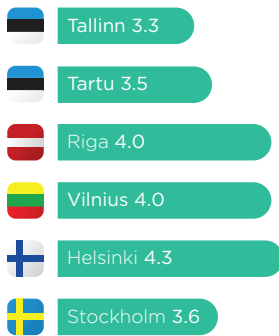 Tallinn 3.3
Tartu 3.5
Riga 4.0
Vilnius 4.0
Helsinki 4.3
Stockholm 3.6